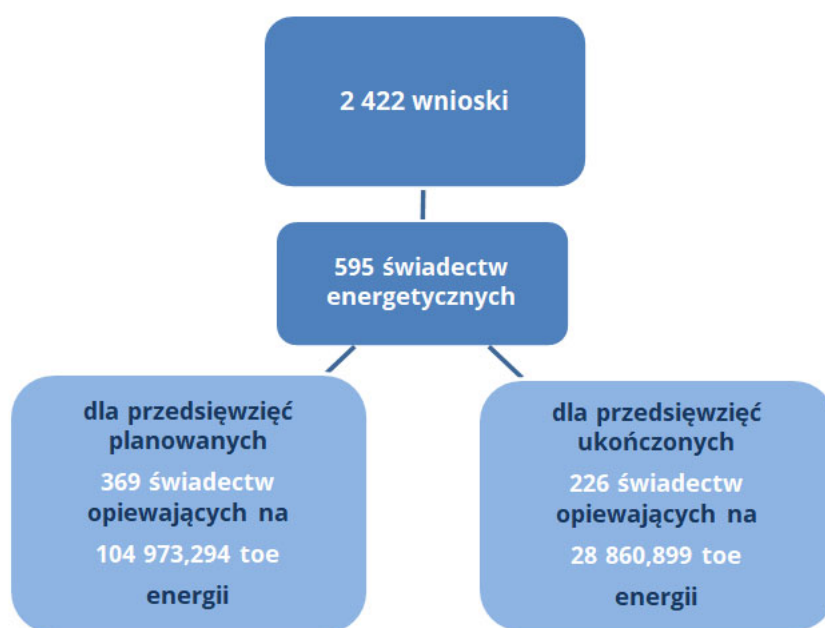 2 422 wnioski
595 świadectw
energetycznych
dla przedsięwzięć
planowanych
369 świadectw
opiewających na
104 973,294 toe
energii
dla przedsięwzięć
ukończonych
226 świadectw
opiewających na
28 860,899 toe
energii